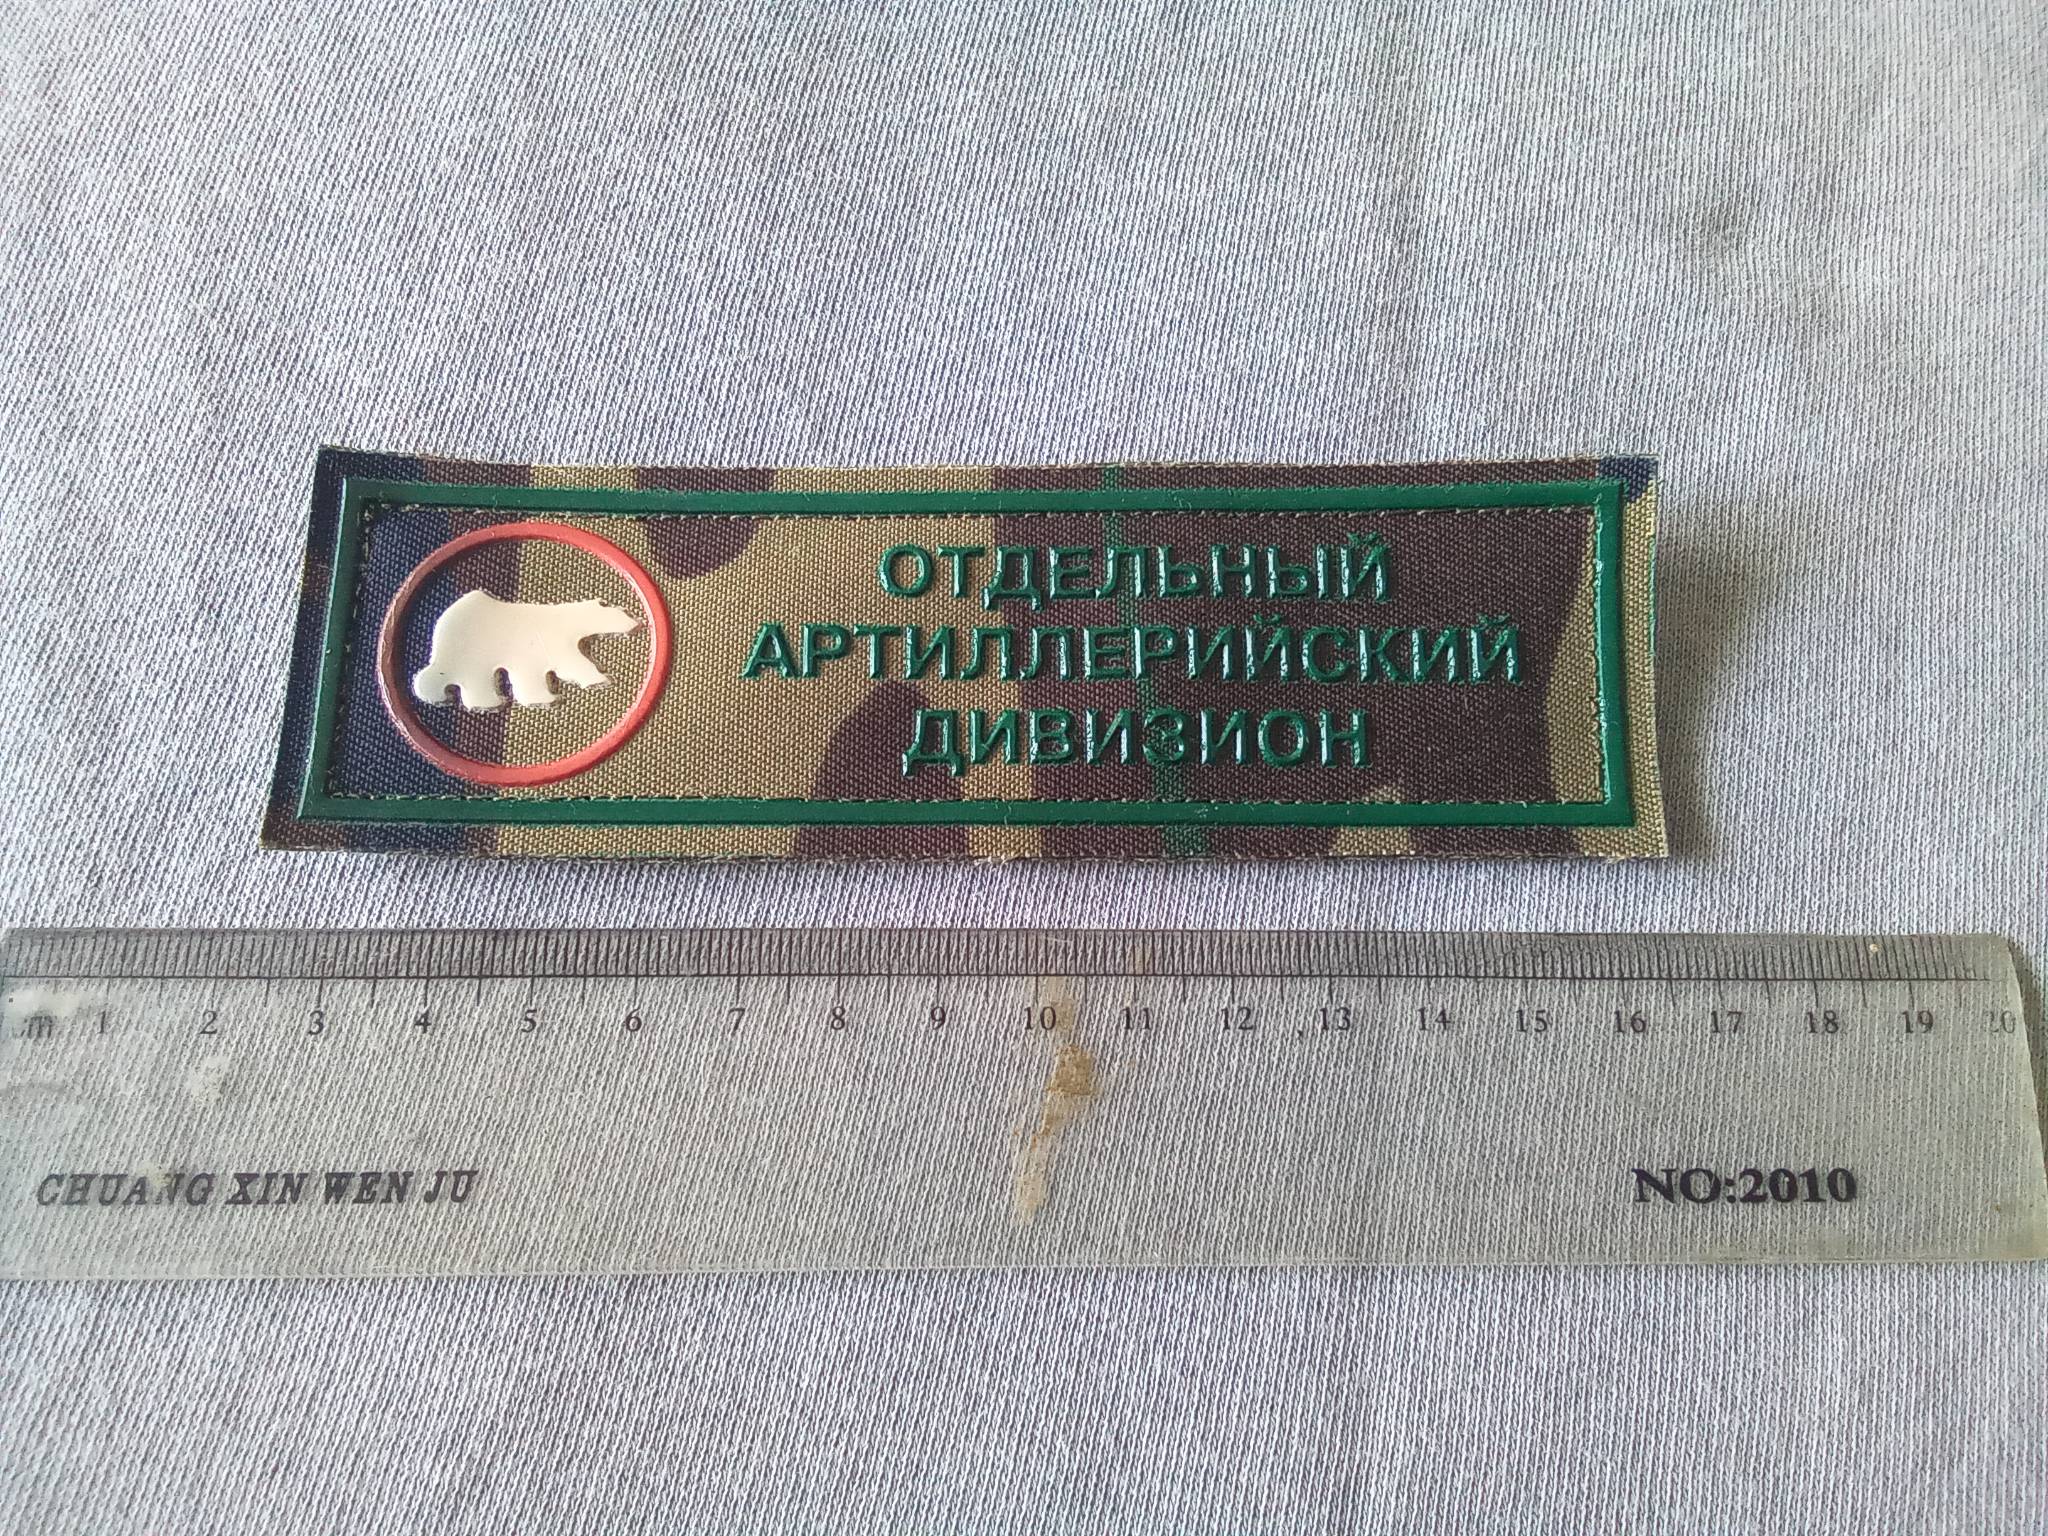 ОТДЕЛЬНЫЙ
АРТИЛЛЕРИЙСКИЙ
ДИВИЗИОН
cm 1 2 3 4 5 6 7 8 9 10 11 12 13 14 15 16 17 18 19 20
CHUANG XIN WEN JU NO:2010